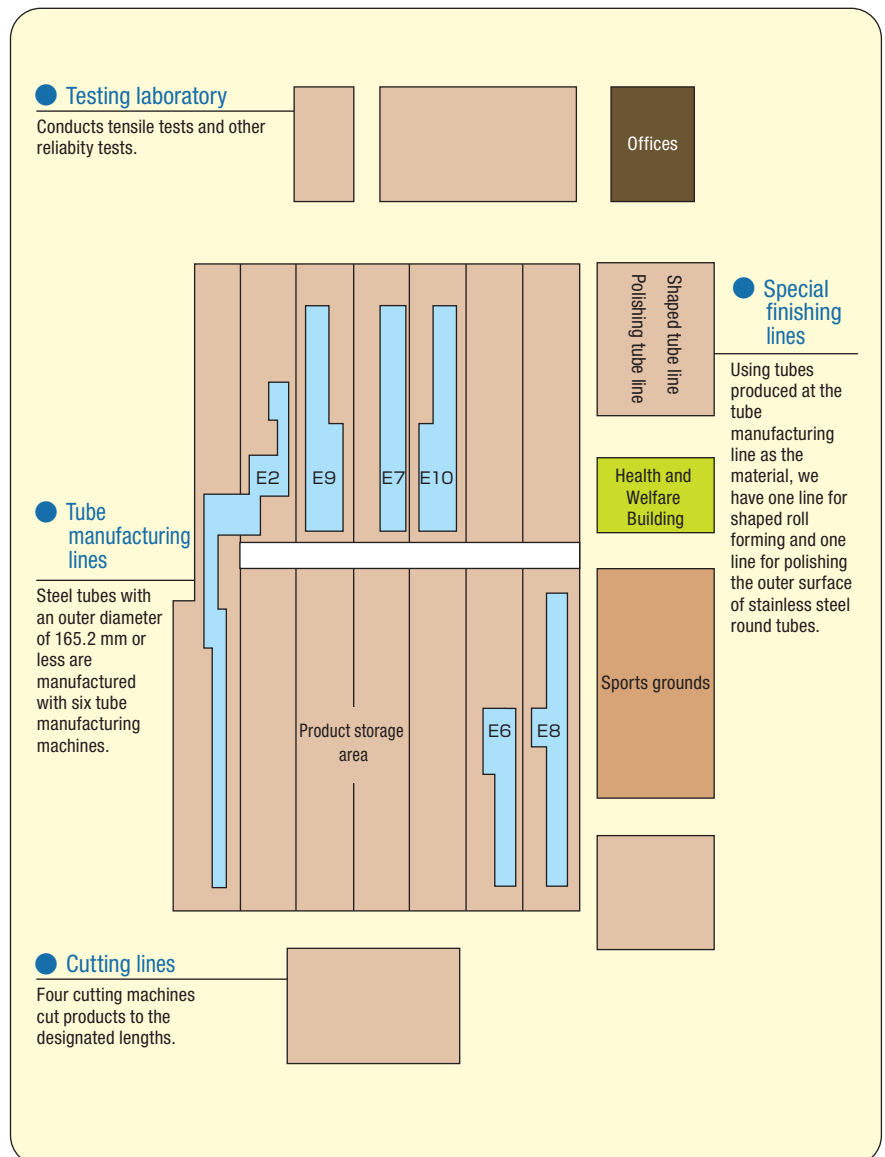 Testing laboratory
Conducts tensile tests and other
reliabity tests.
Offices
Shaped tube line
Polishing tube line
Special
finishing
lines
Using tubes
produced at the
tube
manufacturing
line as the
material, we
have one line for
shaped roll
forming and one
line for polishing
the outer surface
of stainless steel
round tubes.
E2
E9
E7
E10
Health and
Welfare
Building
Tube
manufacturing
lines
Steel tubes with
an outer diameter
of 165.2 mm or
less are
manufactured
with six tube
manufacturing
machines.
Product storage
area
E6
E8
Sports grounds
Cutting lines
Four cutting machines
cut products to the
designated lengths.